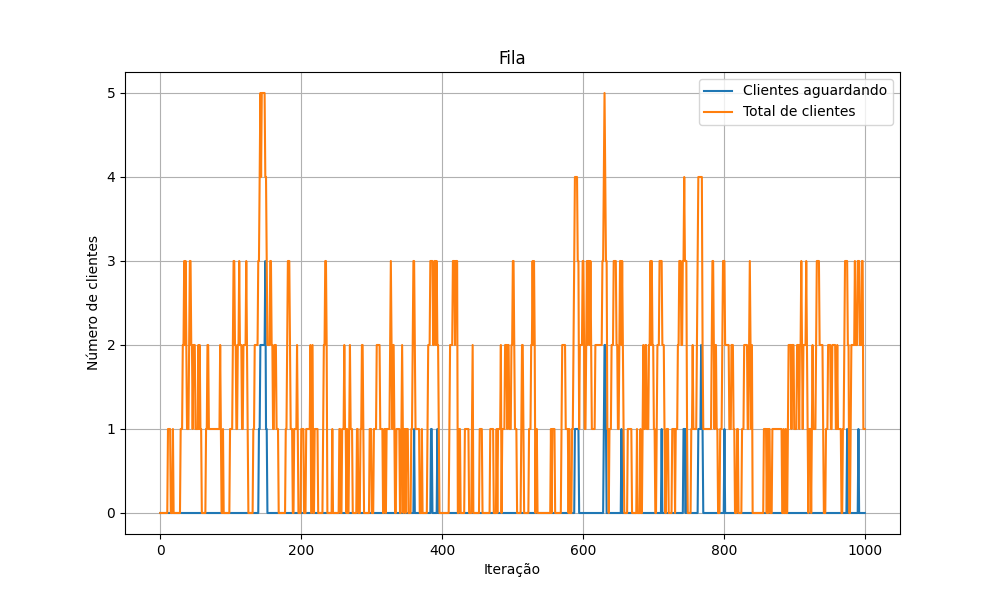 Fila
Clientes aguardando
Total de clientes
5
4
3
2
1
0
Número de clientes
0 200 400 600 800 1000
Iteração